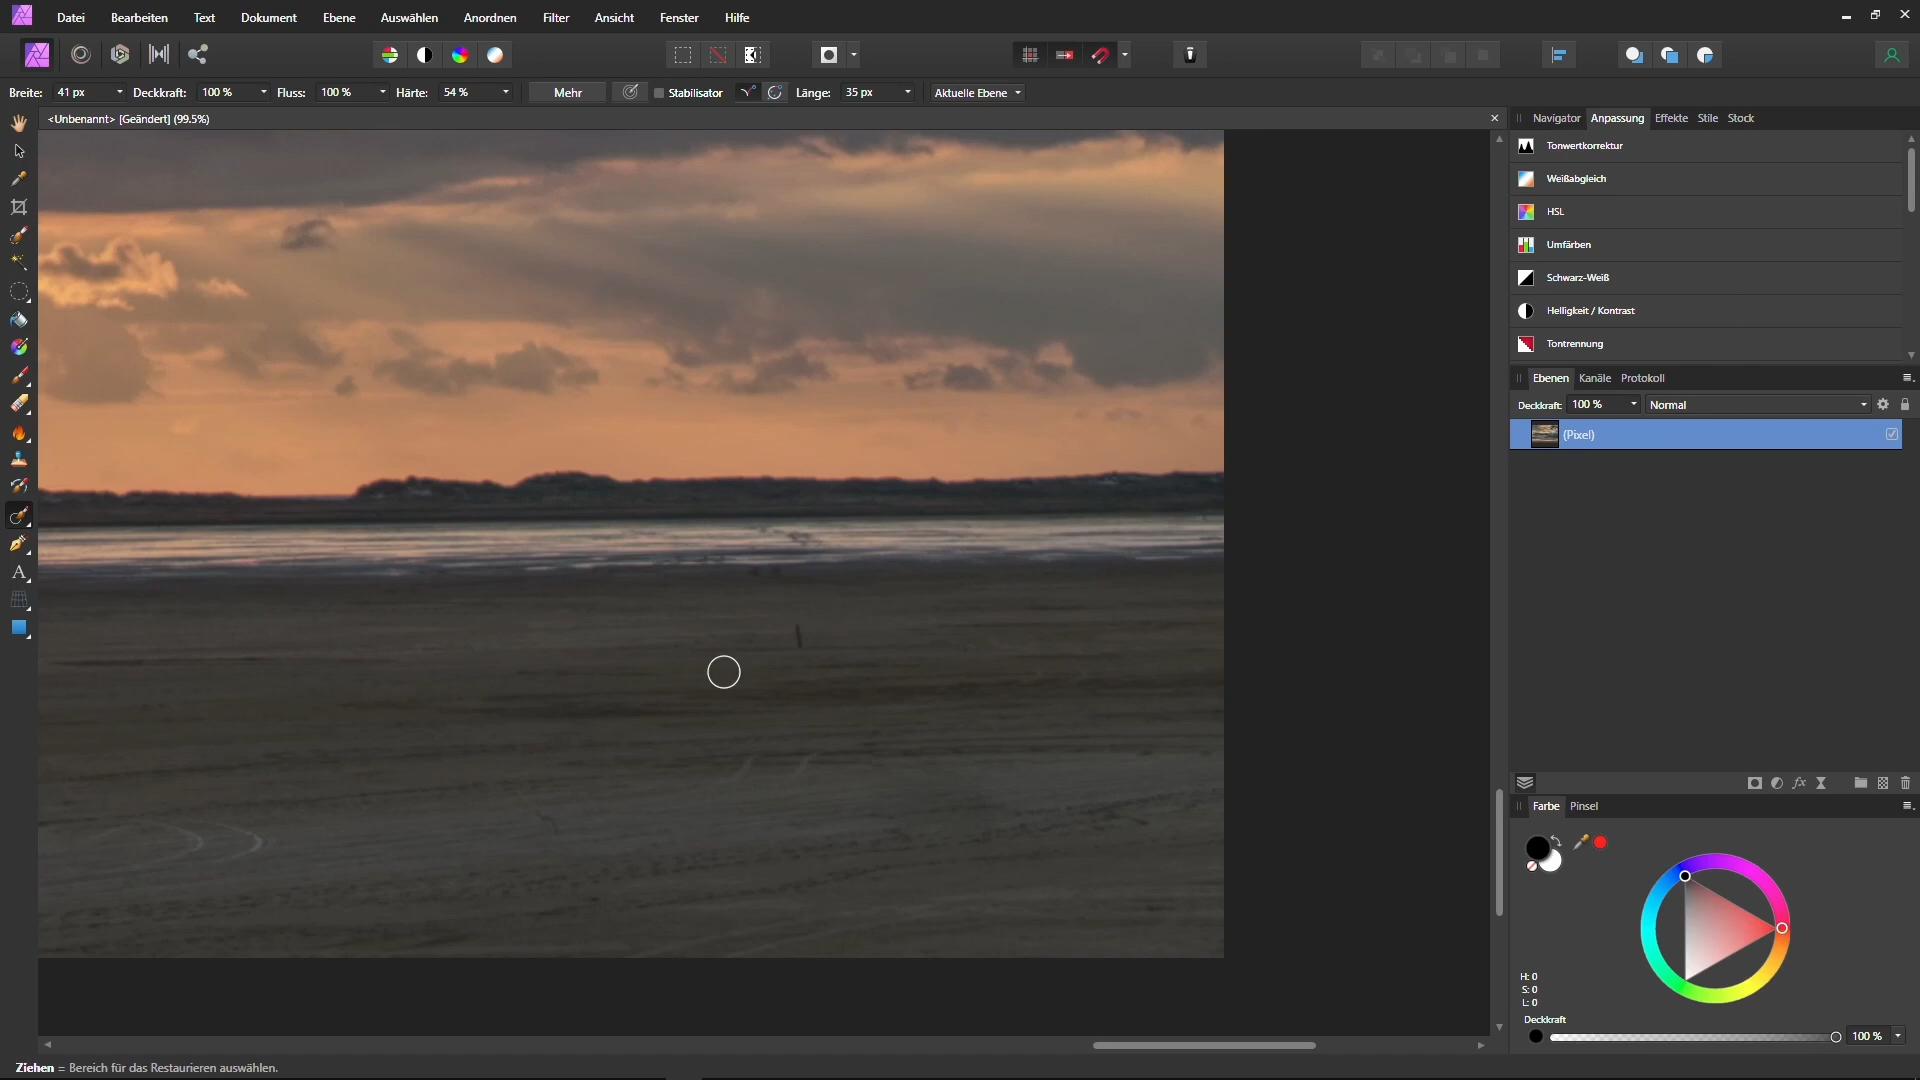 Datei Bearbeiten Text Dokument Ebene Auswählen Anordnen Filter Ansicht Fenster Hilfe
Breite: 41 px Deckkraft: 100 % Fluss: 100 % Härte: 54 % Mehr Stabilisator Länge: 35 px Aktuelle Ebene
<Unbenannt> [Geändert] (99.5%)
Navigator Anpassung Effekte Stile Stock
Tonwertkorrektur
Weißabgleich
HSL
Umfärben
Schwarz-Weiß
Helligkeit / Kontrast
Tontrennung
Ebenen Kanäle Protokoll
Deckkraft: 100 % Normal
(Pixel)
fx
Farbe Pinsel
H: 0
S: 0
L: 0
Deckkraft
100 %
Ziehen = Bereich für das Restaurieren auswählen.